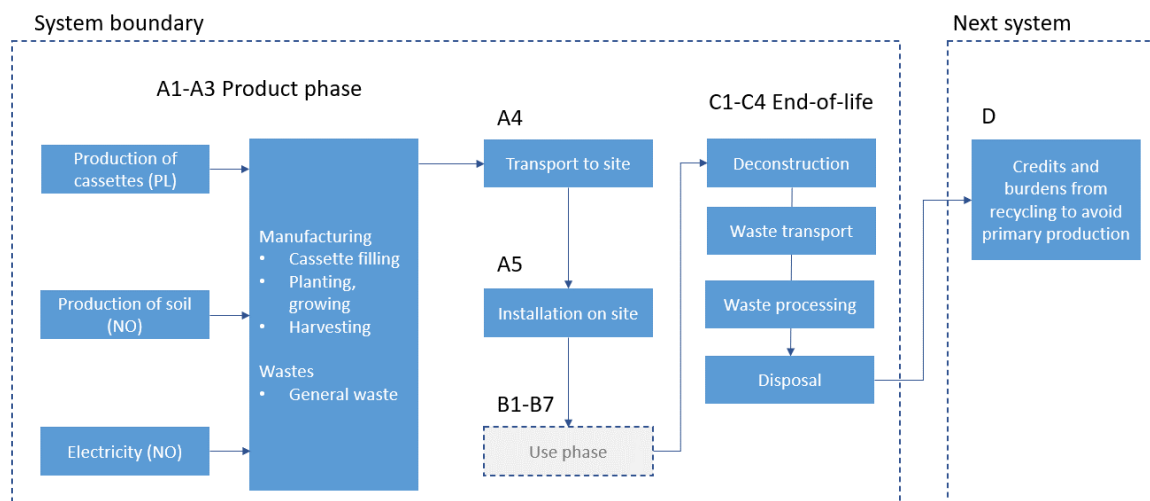 System boundary
Next system
A1-A3 Product phase
Production of
cassettes (PL)
Production of
soil (NO)
Electricity (NO)
Manufacturing
• Cassette filling
• Planting,
growing
• Harvesting
Wastes
• General waste
A4
Transport to site
A5
Installation on site
B1-B7
Use phase
C1-C4 End-of-life
Deconstruction
Waste transport
Waste processing
Disposal
D
Credits and
burdens from
recycling to avoid
primary production